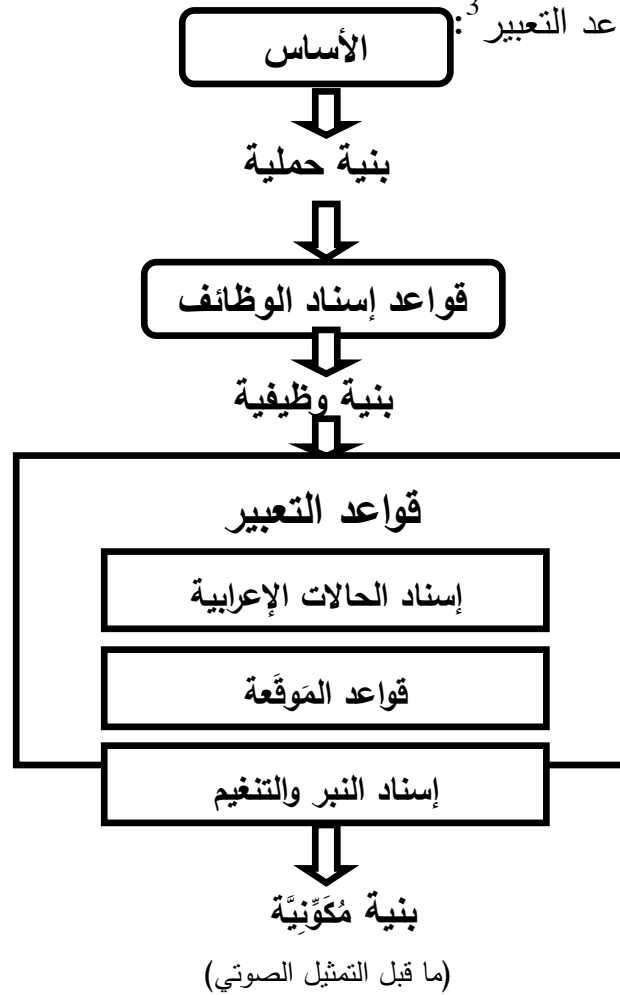 عد التعبير3:
الأساس
بنية حملية
قواعد إسناد الوظائف
بنية وظيفية
قواعد التعبير
إسناد الحالات الإعرابية
قواعد المَوقَعة
إسناد النبر والتنغيم
بنية مُكَوِّنِيَّة
(ما قبل التمثيل الصوتي)